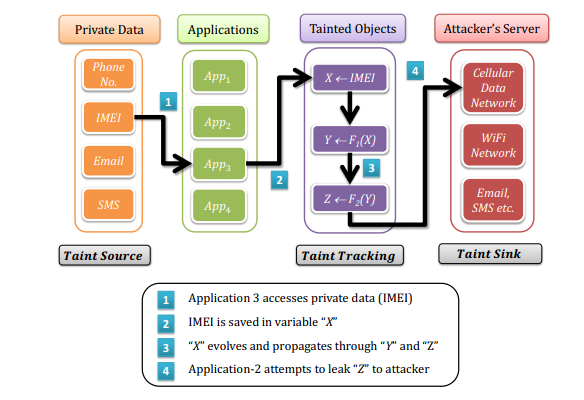 Private Data
Applications
Tainted Objects
Attacker's Server
Phone
No.
IMEI
Email
SMS
App1
App2
App3
App4
X ← IMEI
Y ← F1(X)
Z ← F2(Y)
Cellular
Data
Network
WiFi
Network
Email,
SMS etc.
1
2
3
4
Taint Source
Taint Tracking
Taint Sink
1 Application 3 accesses private data (IMEI)
2 IMEI is saved in variable “X”
3 “X” evolves and propagates through “Y” and “Z”
4 Application-2 attempts to leak “Z” to attacker